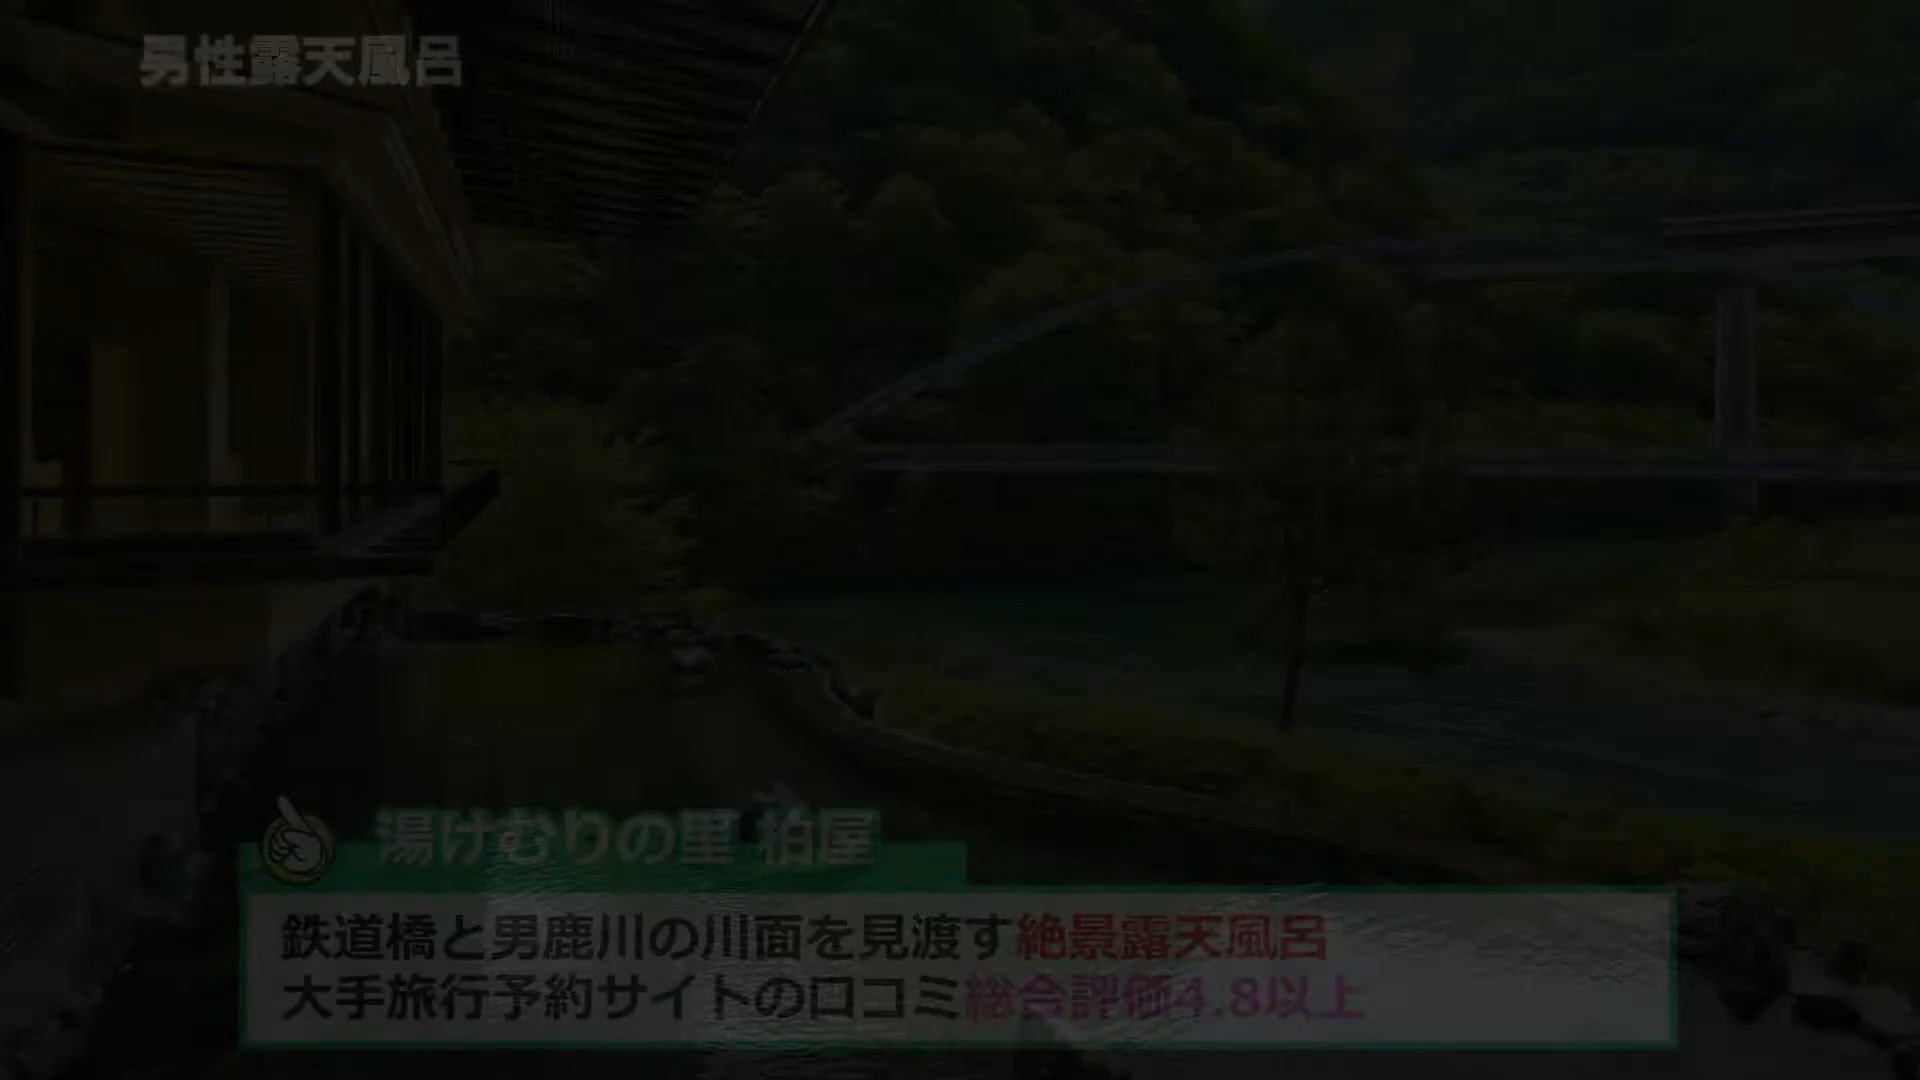 男性露天風呂
湯けむりの里 柏屋
鉄道橋と男鹿川の川面を見渡す絶景露天風呂
大手旅行予約サイトの口コミ総合評価4.8以上